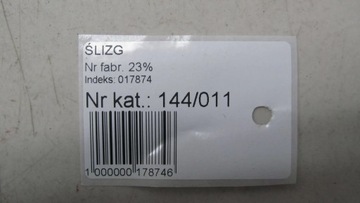 ŚLIZG
Nr fabr. 23%
Indeks: 017874
Nr kat.: 144/011
1 000000 178746